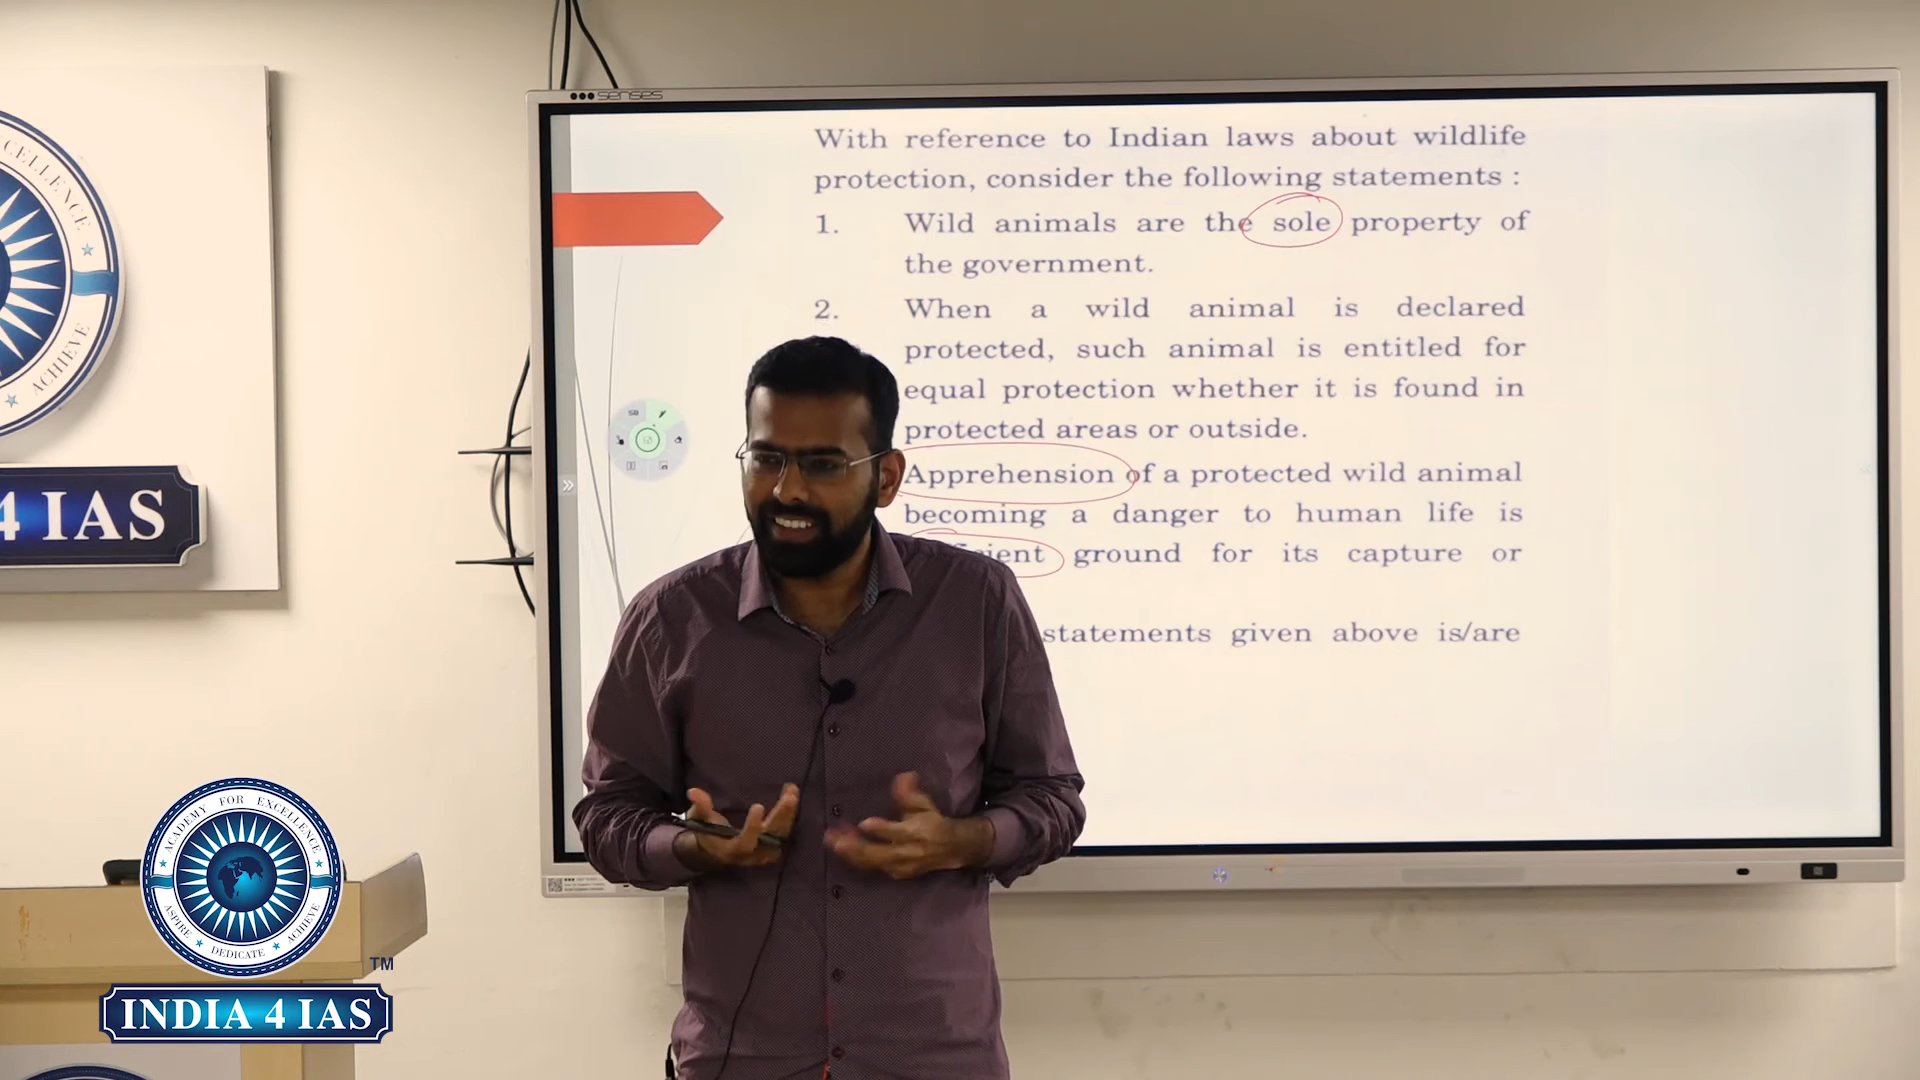 senses
With reference to Indian laws about wildlife
protection, consider the following statements :
1. Wild animals are the sole property of
the government.
2. When a wild animal is declared
protected, such animal is entitled for
equal protection whether it is found in
protected areas or outside.
Apprehension of a protected wild animal
becoming a danger to human life is
ground for its capture or
statements given above is/are
EXCELLENCE
ACHIEVE
4 IAS
ACADEMY FOR EXCELLENCE
ASPIRE DEDICATE ACHIEVE
TM
INDIA 4 IAS